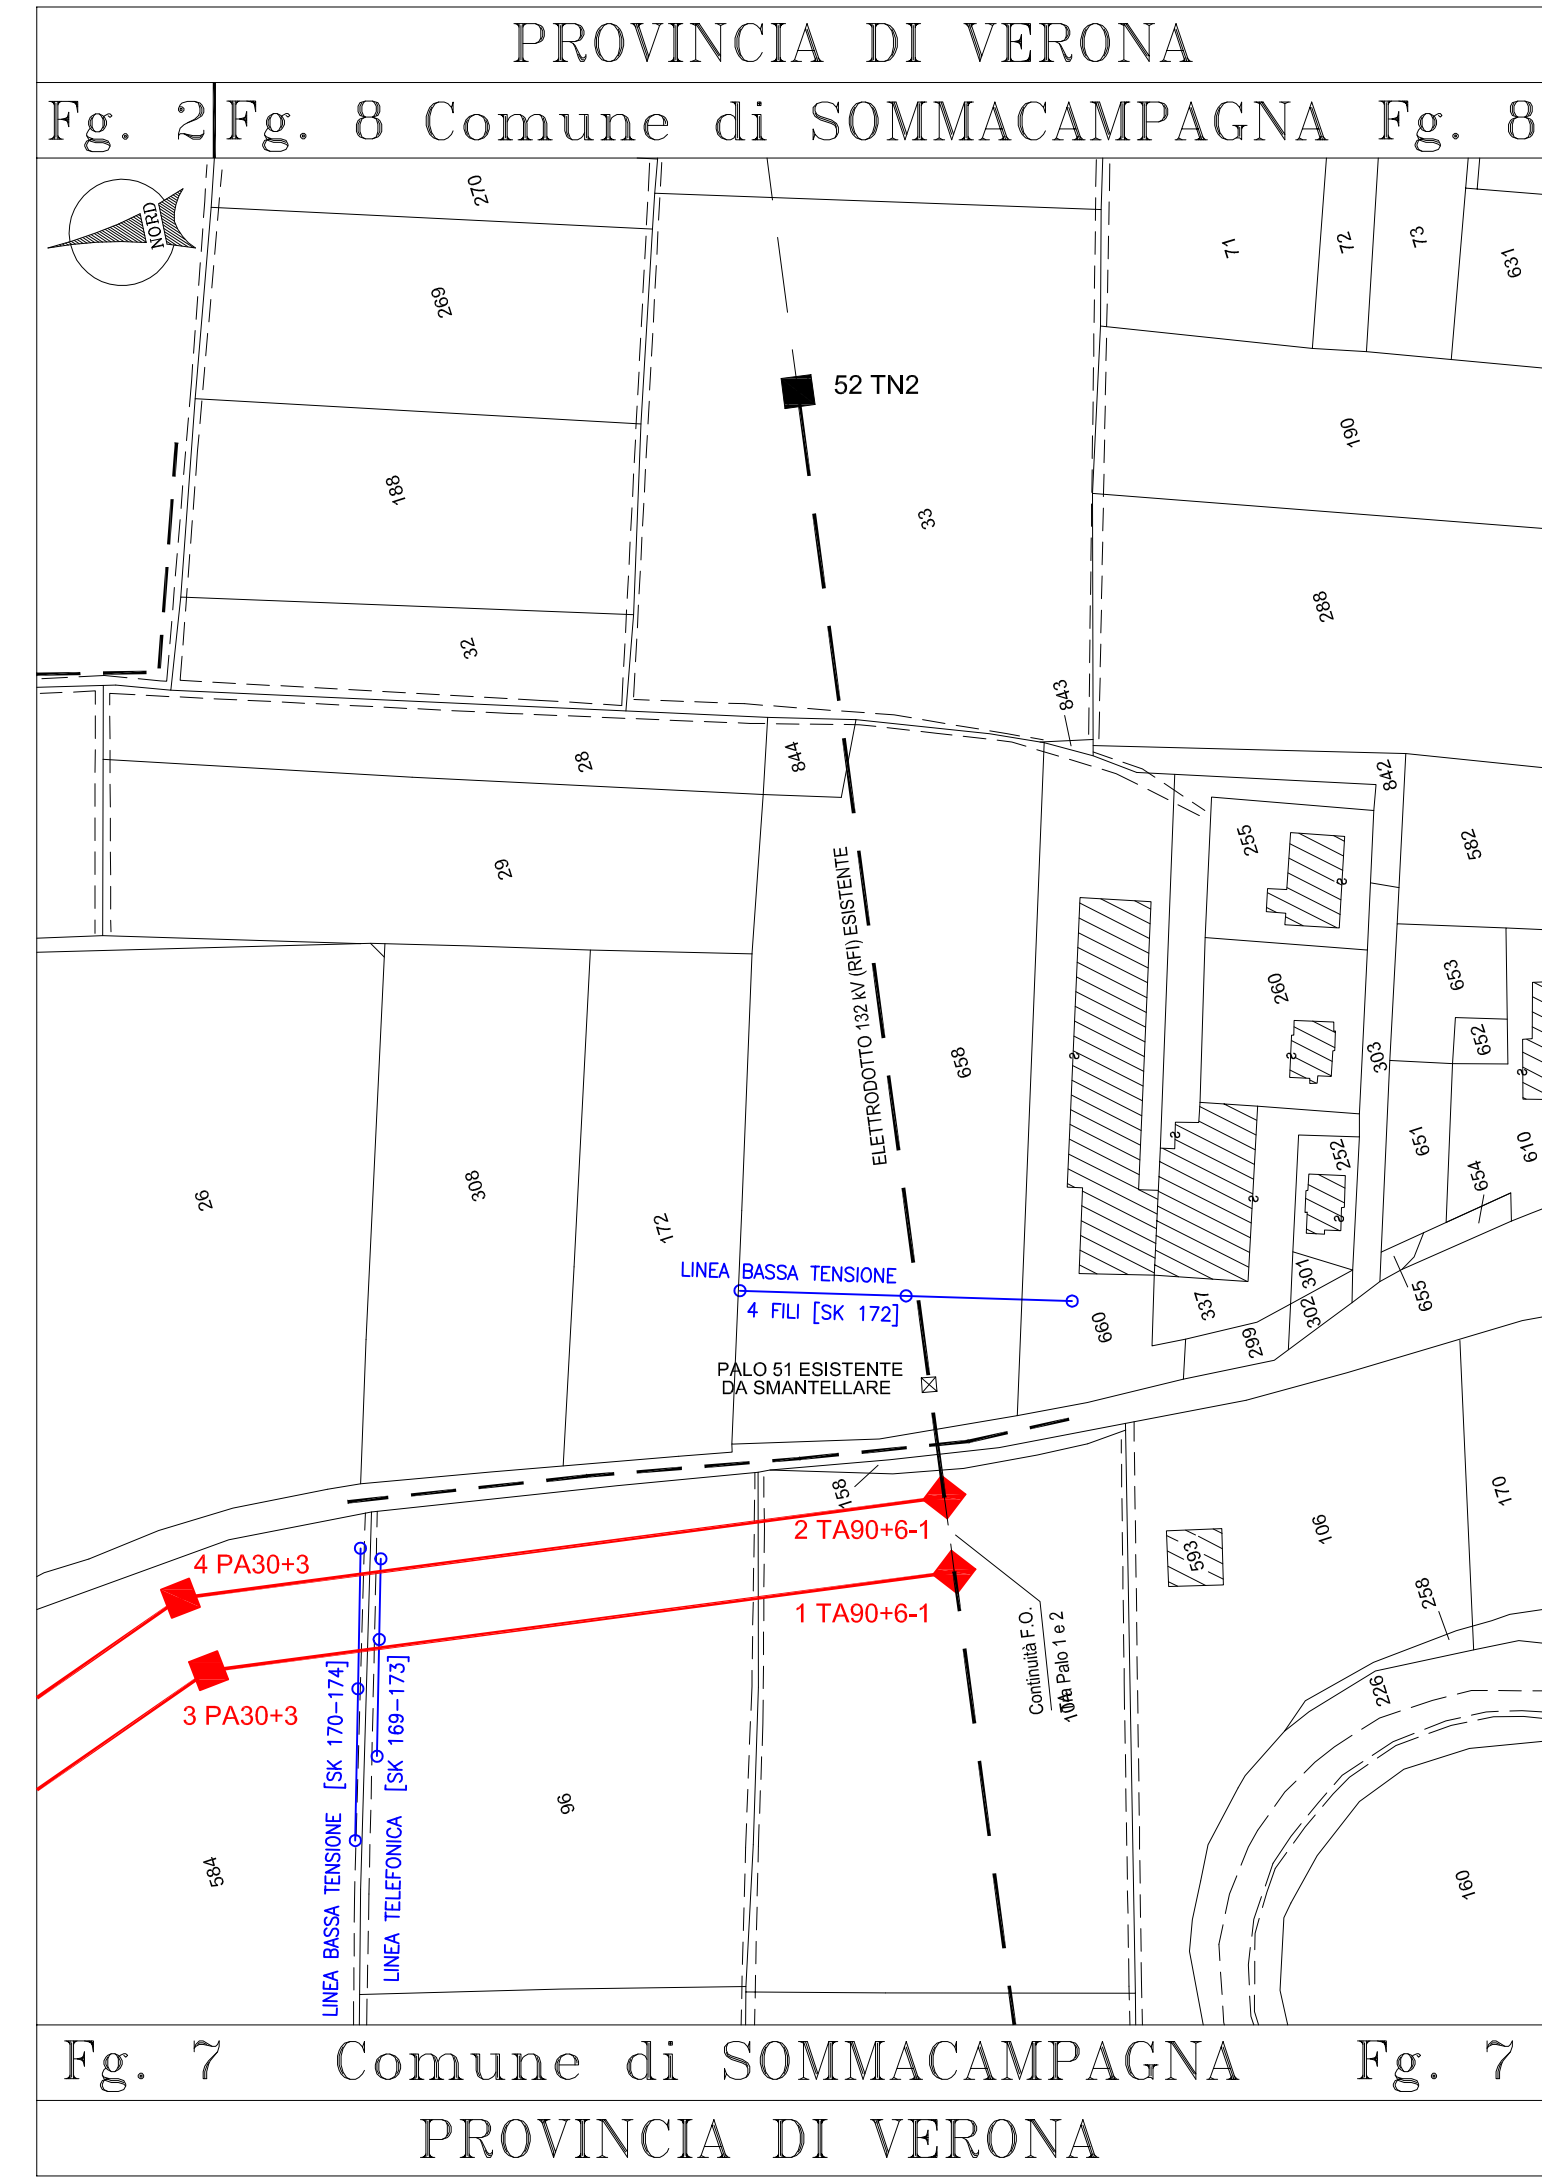 PROVINCIA DI VERONA
Fg. 2 Fg. 8 Comune di SOMMACAMPAGNA Fg. 8
NORD
270
71
72
73
631
269
52 TN2
190
188
33
288
32
843
28
844
842
255
582
29
ELETTRODOTTO 132 kV (RFI) ESISTENTE
653
260
652
303
658
651
610
252
654
26
308
172
LINEA BASSA TENSIONE
4 FILI [SK 172]
301
302
337
655
660
299
PALO 51 ESISTENTE
DA SMANTELLARE
158
170
106
2 TA90+6-1
593
4 PA30+3
258
1 TA90+6-1
Continuità F.O.
Tra Palo 1 e 2
104
3 PA30+3
226
LINEA BASSA TENSIONE [SK 170-174]
LINEA TELEFONICA [SK 169-173]
96
584
160
Fg. 7 Comune di SOMMACAMPAGNA Fg. 7
PROVINCIA DI VERONA